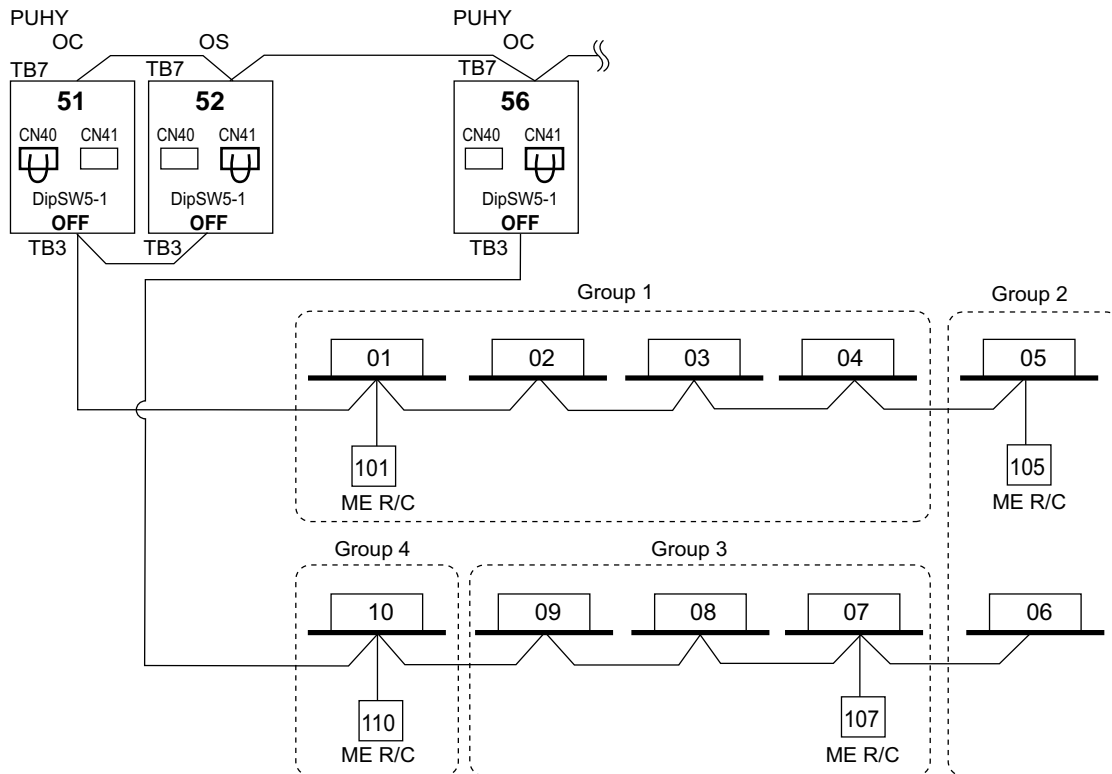 PUHY
PUHY
OC
OS
OC
TB7
TB7
TB7
51
52
56
CN40
CN41
CN40
CN41
CN40
CN41
DipSW5-1
DipSW5-1
DipSW5-1
OFF
OFF
OFF
TB3
TB3
TB3
Group 1
Group 2
01
02
03
04
05
101
105
ME R/C
ME R/C
Group 4
Group 3
10
09
08
07
06
110
107
ME R/C
ME R/C